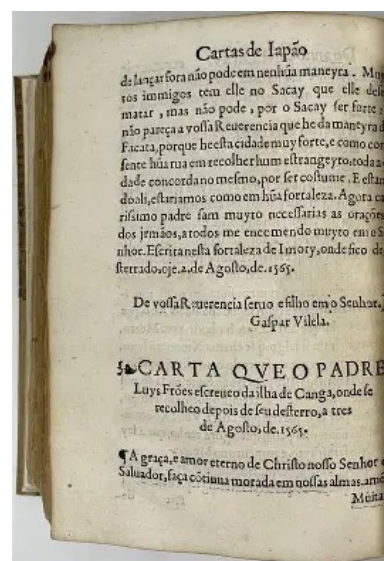 Cartas de Iapão
de lançar fora não podem em nenhũa maneyra. Muy
tos immigos tem elle no Sacay que elle dese
matar, mas não pode, por o Sacay ser forte:
não pareça a vossa Reuerencia que he da maneyra d
Facata, porque he esta cidade muy forte, e como con
sente hũa rua em recolher hum estrangeyro, toda a
dade concorda no mesmo, por ser costume. E estan
do ali, estariamos como em hũa fortaleza. Agora ca
rissimo padre sam muyto necessarias as orações
dos jrmãos, a todos me encomendo muyto em o S
nhor. Escrita nesta fortaleza de Imory, onde fico de
sterrado, oje. 2. de Agosto, de. 1565.
De vossa Reuerencia seruo e filho em o Senhor.
Gaspar Vilela.
CARTA QVE O PADRE
Luys Frões escreueo da ilha de Canga, onde se
recolheo depois de seu desterro, a tres
de Agosto, de. 1565.
¶ A graça, e amor eterno de Christo nosso Senhor e
Saluador, faça cõtinua morada em nossas almas. amẽ
Muita